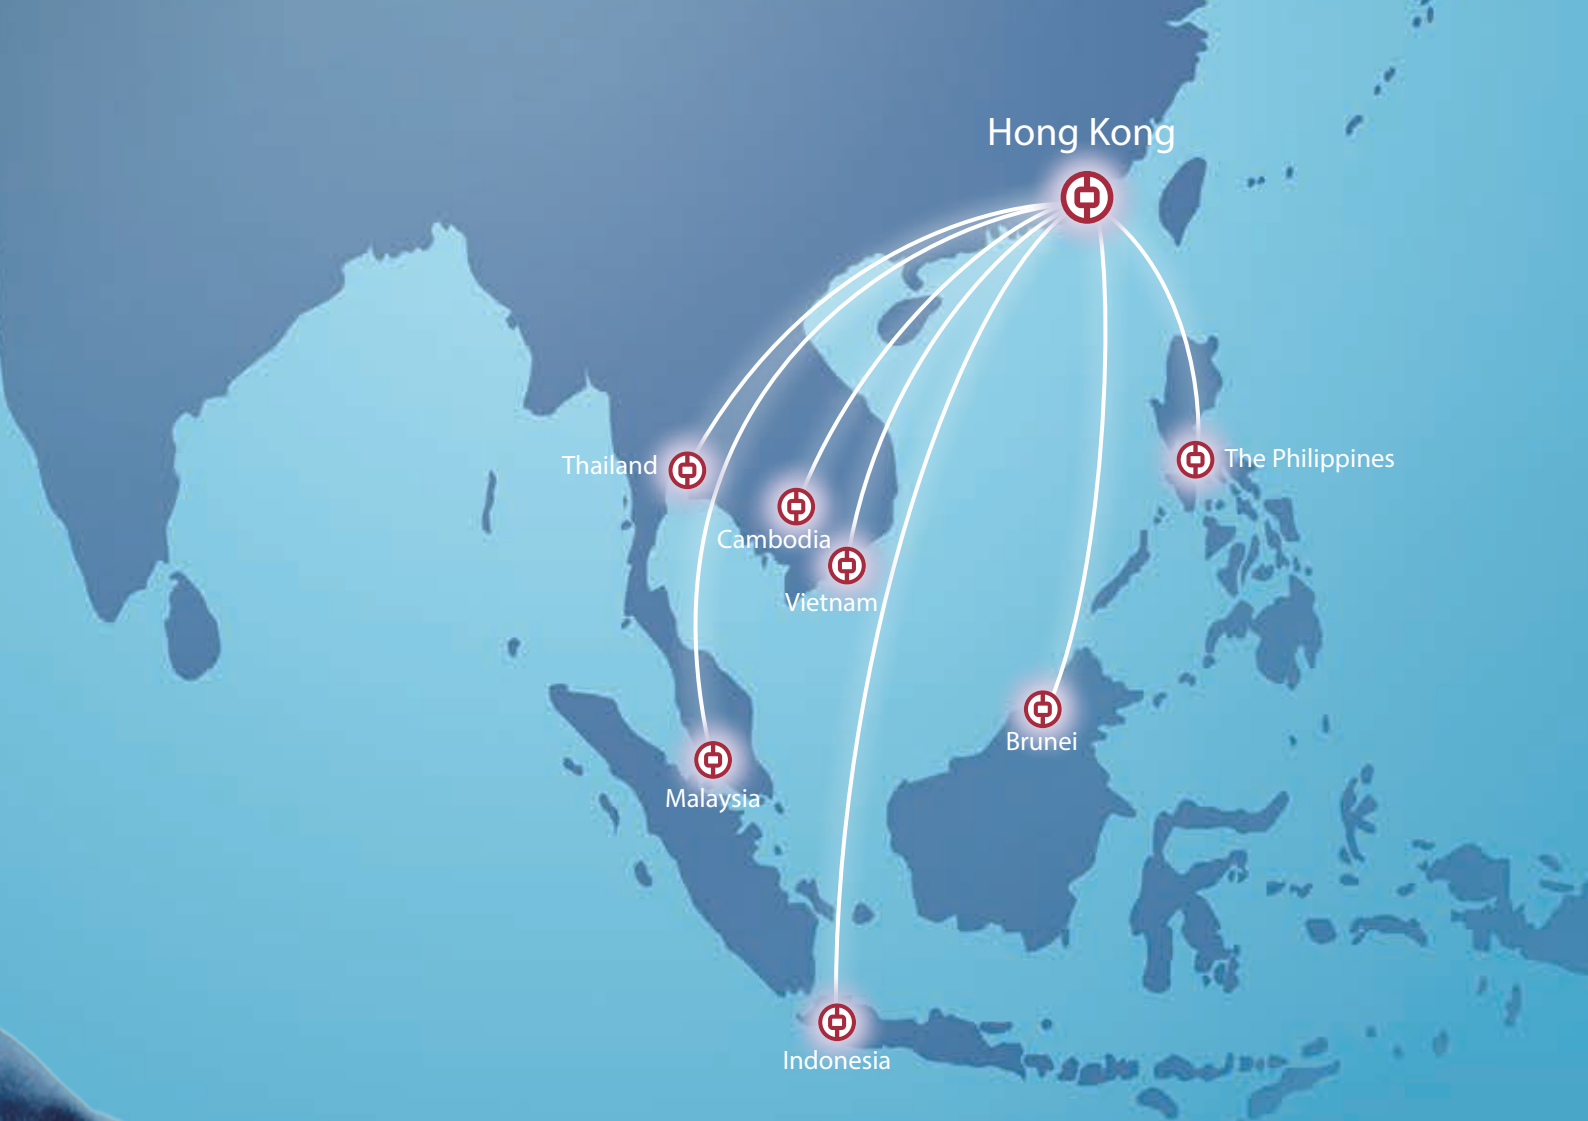 Hong Kong
Thailand
The Philippines
Cambodia
Vietnam
Brunei
Malaysia
Indonesia